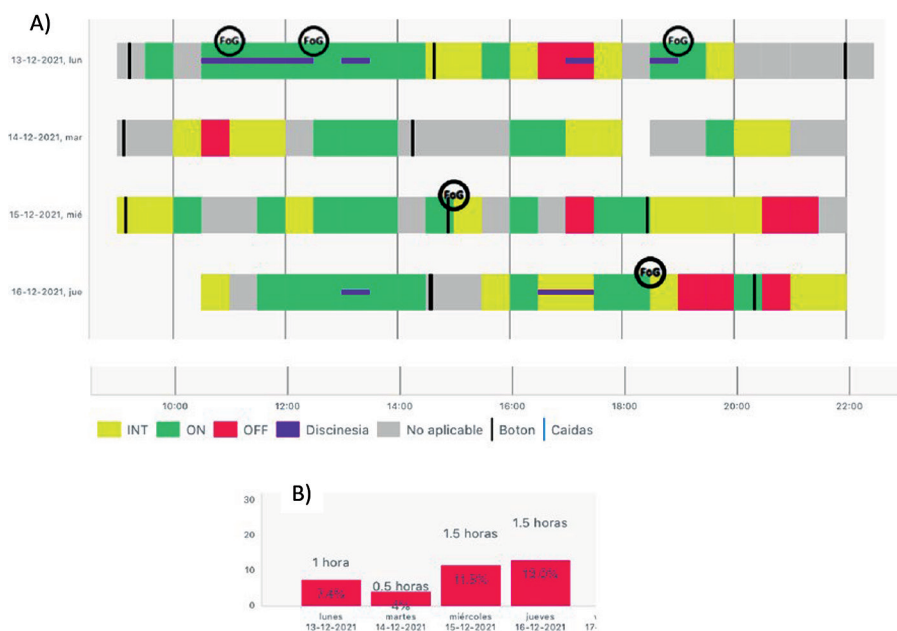 A)
FoG FoG FoG
13-12-2021, lun
14-12-2021, mar
FoG
15-12-2021, mié
FoG
16-12-2021, jue
10:00 12:00 14:00 16:00 18:00 20:00 22:00
INT ON OFF Discinesia No aplicable Boton Caidas
B)
30
20
10
0
1 hora 0.5 horas 1.5 horas 1.5 horas
7.4% 4%
lunes martes miércoles jueves
13-12-2021 14-12-2021 15-12-2021 16-12-2021 17-